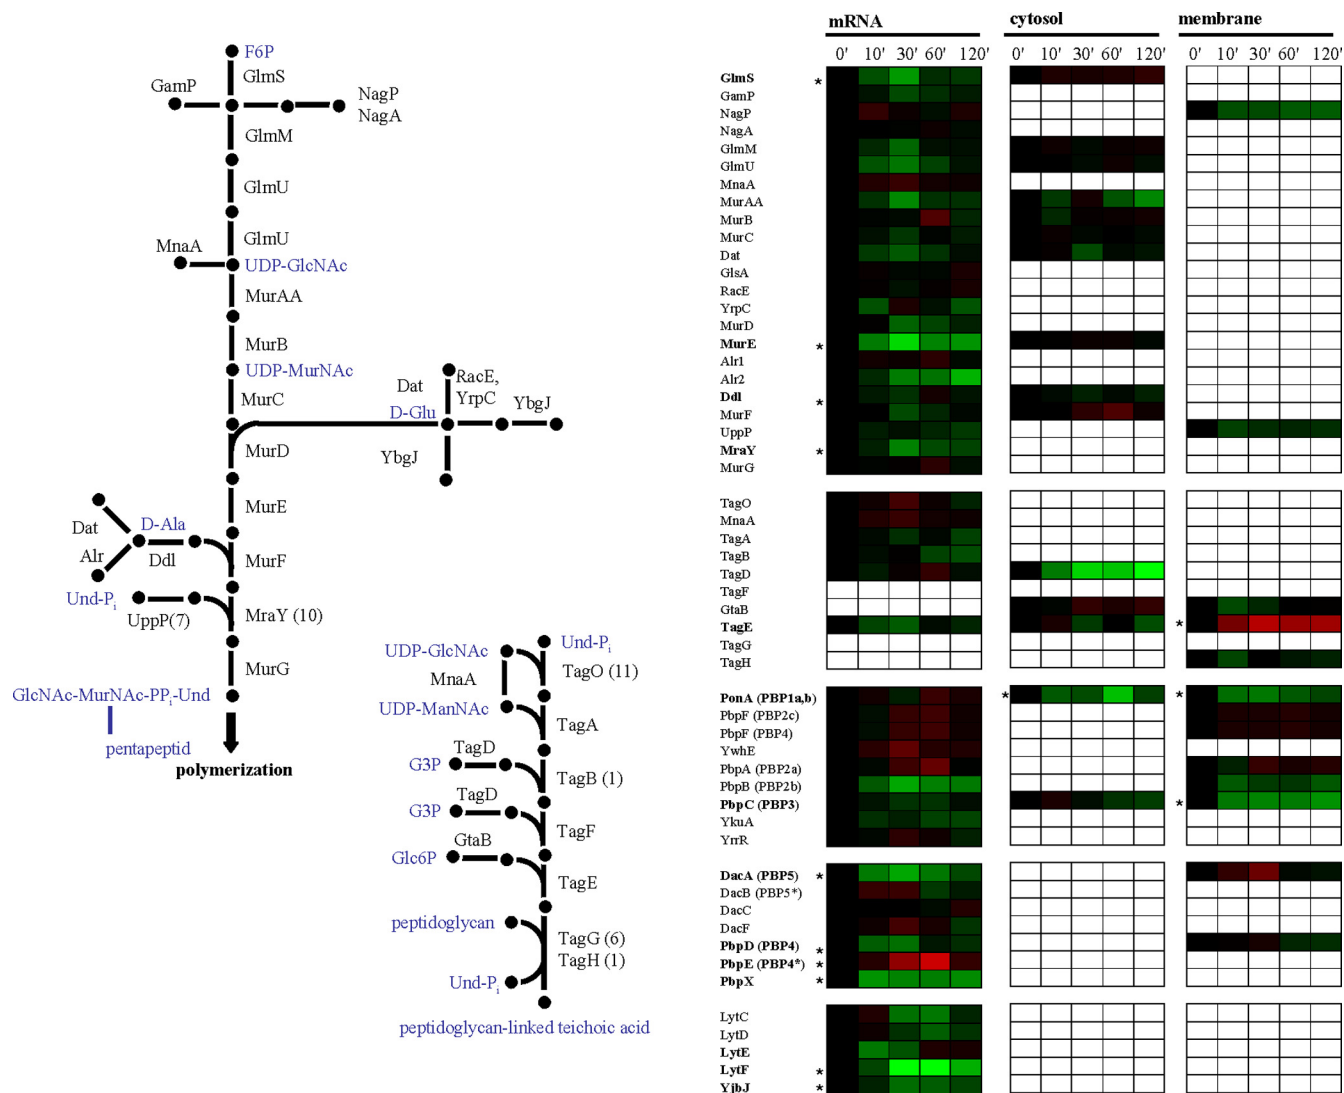 F6P
GlmS
GamP
NagP
NagA
GlmM
GlmU
GlmU
MnaA
UDP-GlcNAc
MurAA
MurB
UDP-MurNAc
MurC
Dat
RacE,
YrpC
D-Glu
YbgJ
MurD
YbgJ
MurE
Dat
D-Ala
Alr
Ddl
MurF
Und-Pi
UppP(7)
MraY (10)
MurG
GlcNAc-MurNAc-PPi-Und
pentapeptid
polymerization
UDP-GlcNAc
Und-Pi
MnaA
TagO (11)
UDP-ManNAc
TagA
G3P
TagD
TagB (1)
G3P
TagD
TagF
Glc6P
GtaB
TagE
peptidoglycan
TagG (6)
TagH (1)
Und-Pi
peptidoglycan-linked teichoic acid
mRNA cytosol membrane
0' 10' 30' 60' 120' 0' 10' 30' 60' 120' 0' 10' 30' 60' 120'
GlmS *
GamP
NagP
NagA
GlmM
GlmU
MnaA
MurAA
MurB
MurC
Dat
GlsA
RacE
YrpC
MurD
MurE *
Alr1
Alr2
Ddl *
MurF
UppP
MraY *
MurG
TagO
MnaA
TagA
TagB
TagD
TagF
GtaB
TagE *
TagG
TagH
PonA (PBP1a,b) * *
PbpF (PBP2c)
PbpF (PBP4)
YwhE
PbpA (PBP2a)
PbpB (PBP2b)
PbpC (PBP3) *
YkuA
YrrR
DacA (PBP5) *
DacB (PBP5*)
DacC
DacF
PbpD (PBP4) *
PbpE (PBP4*) *
PbpX *
LytC
LytD
LytE
LytF *
YjbJ *